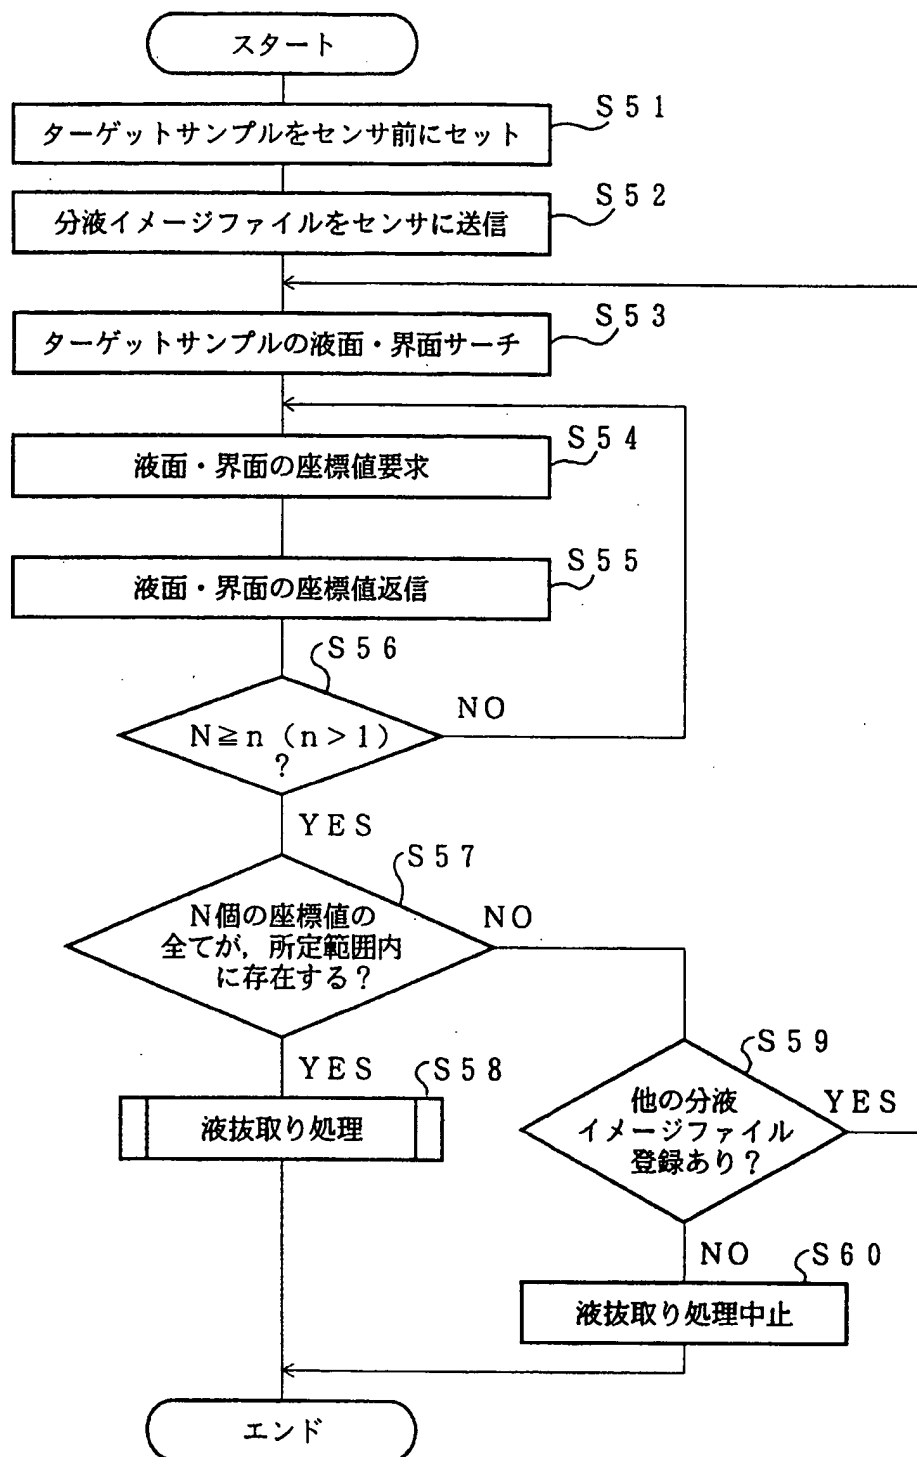 スタート
S51
ターゲットサンプルをセンサ前にセット
S52
分液イメージファイルをセンサに送信
S53
ターゲットサンプルの液面・界面サーチ
S54
液面・界面の座標値要求
S55
液面・界面の座標値返信
S56
N≧n(n>1)
?
NO
YES
S57
N個の座標値の
全てが,所定範囲内
に存在する?
NO
YES
S58
液抜取り処理
S59
他の分液
イメージファイル
登録あり?
YES
NO
S60
液抜取り処理中止
エンド